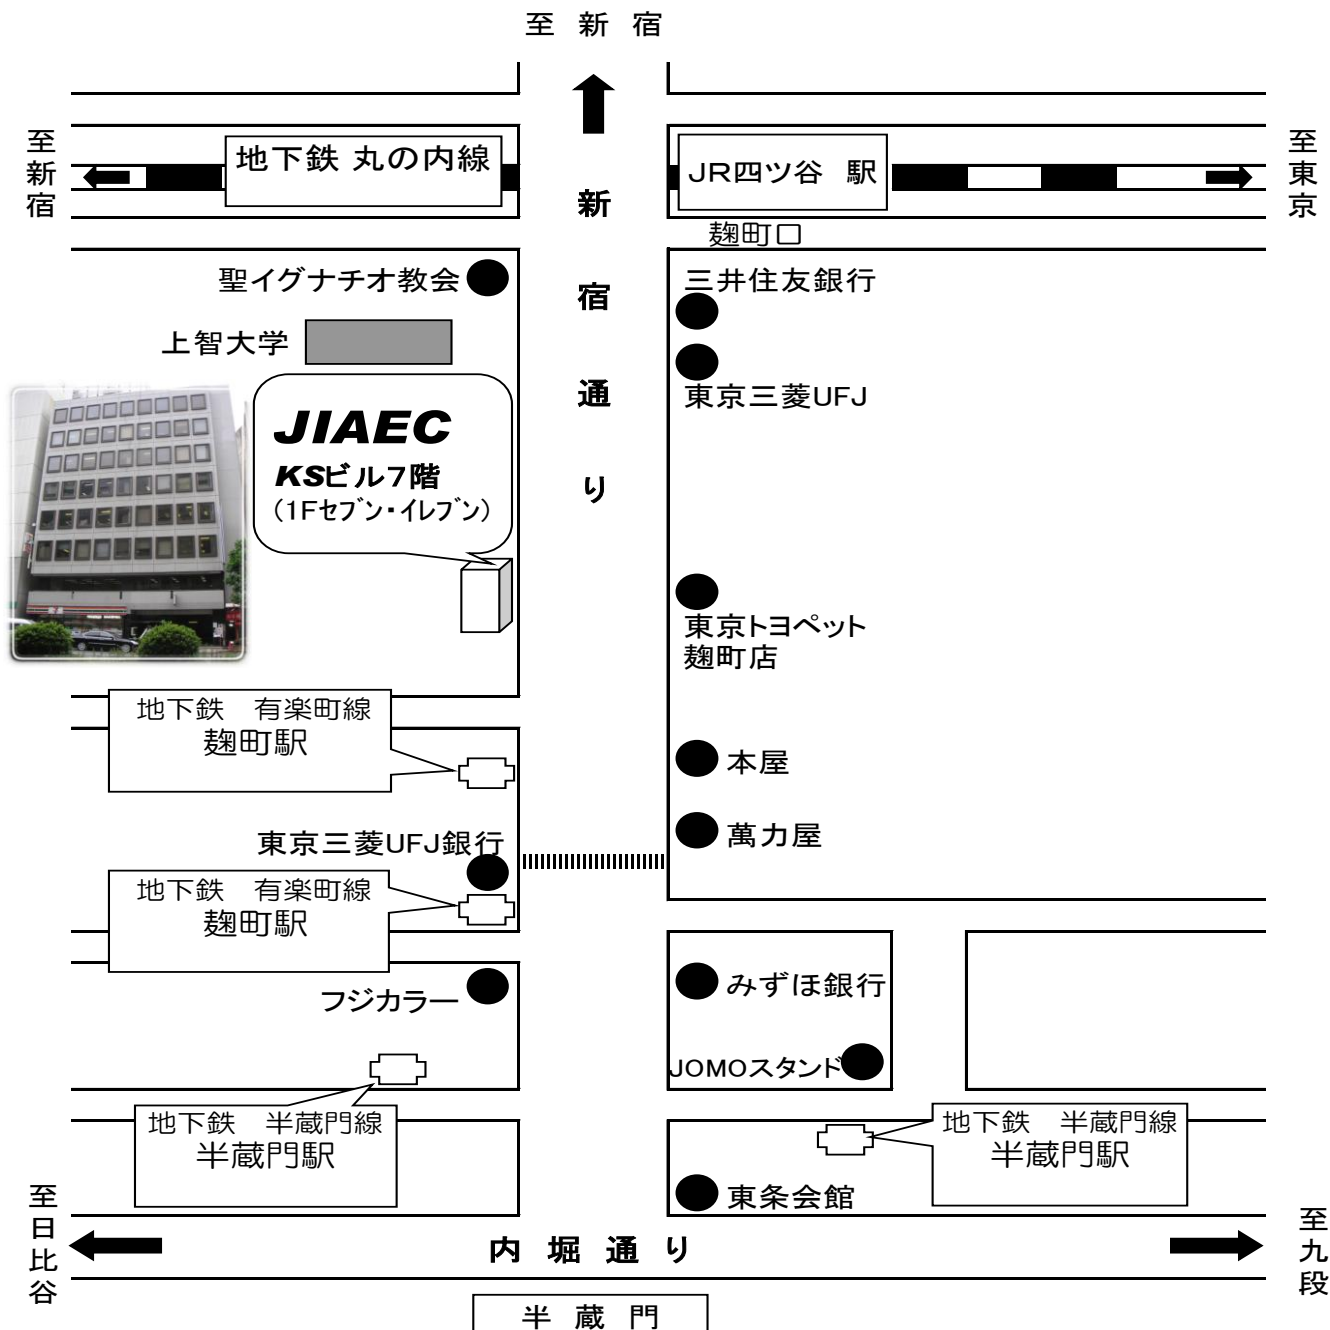 至 新 宿
至新宿
地下鉄 丸の内線
JR四ツ谷 駅
至東京
麹町口
新宿通り
聖イグナチオ教会
三井住友銀行
上智大学
東京三菱UFJ
JIAEC
KSビル7階
(1Fセブン・イレブン)
東京トヨペット
麹町店
地下鉄 有楽町線
麹町駅
本屋
萬力屋
東京三菱UFJ銀行
地下鉄 有楽町線
麹町駅
フジカラー
みずほ銀行
JOMOスタンド
地下鉄 半蔵門線
半蔵門駅
地下鉄 半蔵門線
半蔵門駅
東条会館
至日比谷
内 堀 通 り
至九段
半 蔵 門